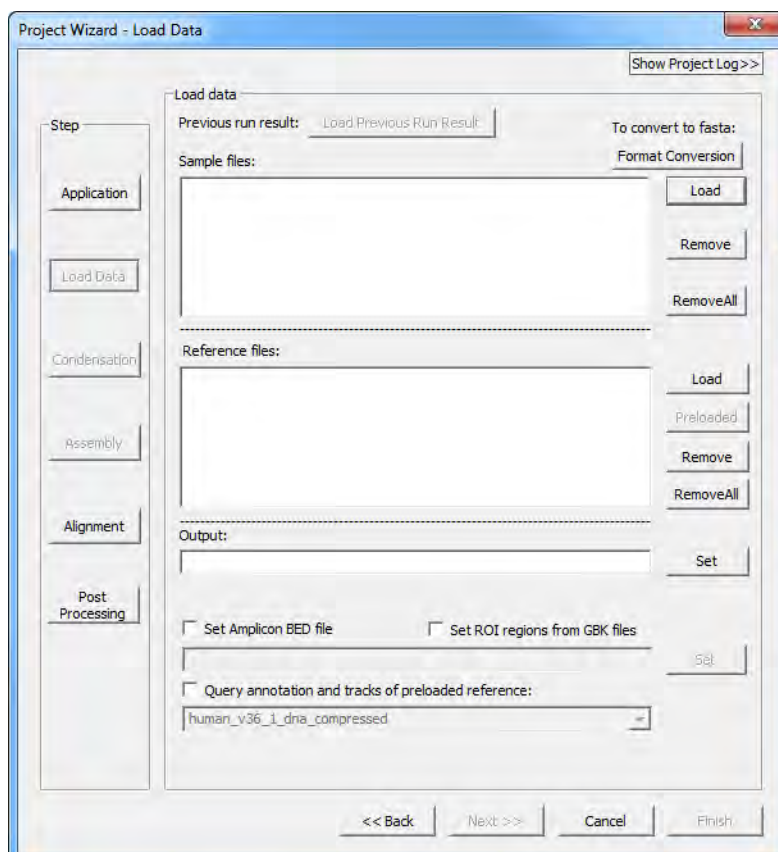 Project Wizard - Load Data
Show Project Log>>
Load data
Step
Previous run result:
Load Previous Run Result
To convert to fasta:
Sample files:
Format Conversion
Application
Load
Load Data
Remove
RemoveAll
Condensation
Reference files:
Load
Preloaded
Assembly
Remove
RemoveAll
Alignment
Output:
Set
Post
Processing
Set Amplicon BED file
Set ROI regions from GBK files
Set
Query annotation and tracks of preloaded reference:
human_v36_1_dna_compressed
<< Back
Next >>
Cancel
Finish